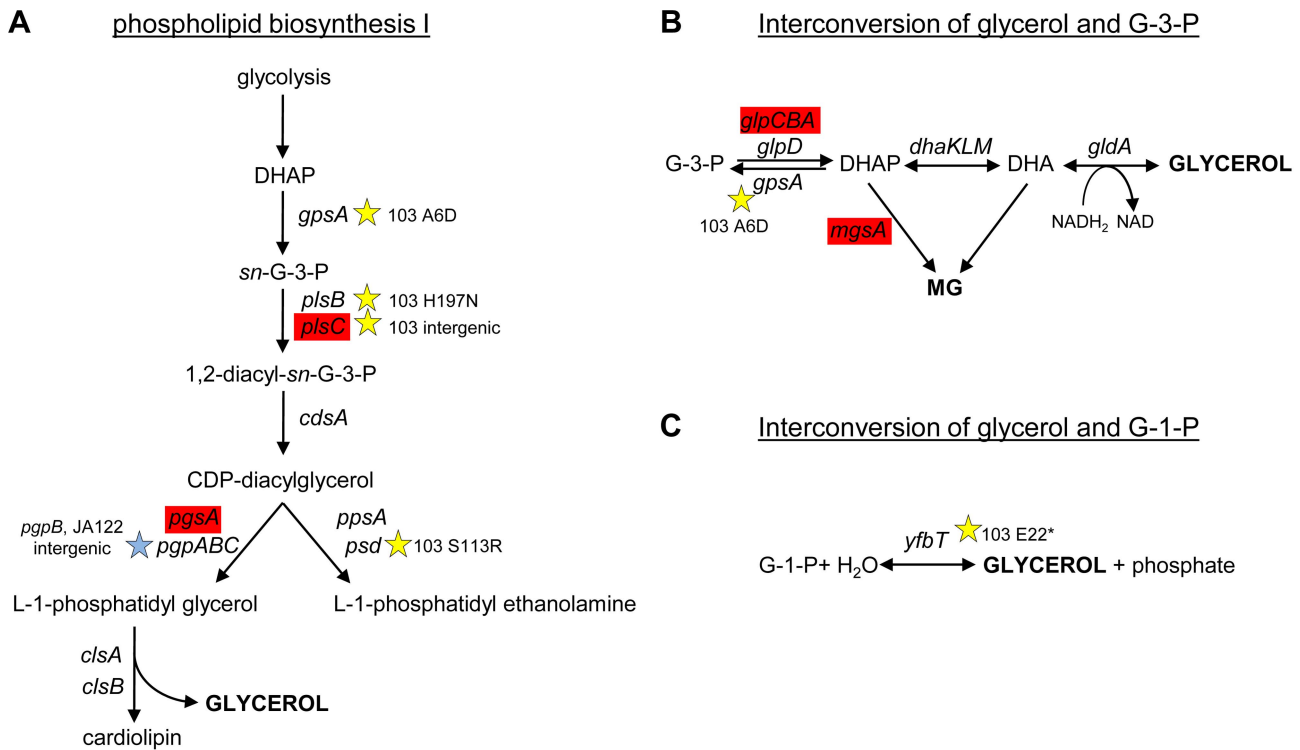 A
phospholipid biosynthesis I
glycolysis
DHAP
gpsA 103 A6D
sn-G-3-P
plsB 103 H197N
plsC 103 intergenic
1,2-diacyl-sn-G-3-P
cdsA
CDP-diacylglycerol
pgpB, JA122
intergenic
pgsA
pgpABC
ppsA
psd 103 S113R
L-1-phosphatidyl glycerol
L-1-phosphatidyl ethanolamine
clsA
clsB
GLYCEROL
cardiolipin
B
Interconversion of glycerol and G-3-P
glpCBA
glpD
G-3-P
gpsA
103 A6D
DHAP
dhaKLM
DHA
gldA
GLYCEROL
NADH2 NAD
mgsA
MG
C
Interconversion of glycerol and G-1-P
yfbT 103 E22*
G-1-P+ H2O GLYCEROL + phosphate